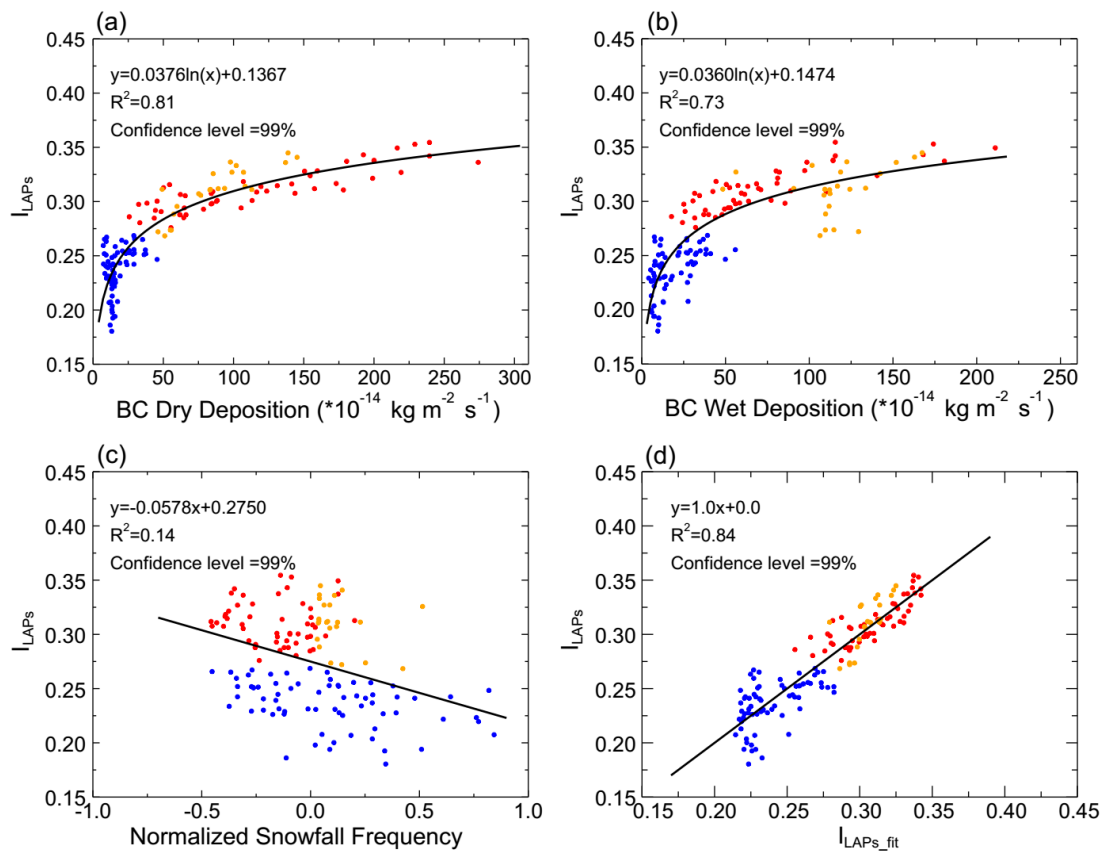 (a)
0.45
0.40
0.35
0.30
0.25
0.20
0.15
I_LAPs
y=0.0376ln(x)+0.1367
R²=0.81
Confidence level =99%
0 50 100 150 200 250 300
BC Dry Deposition (*10⁻¹⁴ kg m⁻² s⁻¹)
(b)
0.45
0.40
0.35
0.30
0.25
0.20
0.15
I_LAPs
y=0.0360ln(x)+0.1474
R²=0.73
Confidence level =99%
0 50 100 150 200 250
BC Wet Deposition (*10⁻¹⁴ kg m⁻² s⁻¹)
(c)
0.45
0.40
0.35
0.30
0.25
0.20
0.15
I_LAPs
y=-0.0578x+0.2750
R²=0.14
Confidence level =99%
-1.0 -0.5 0.0 0.5 1.0
Normalized Snowfall Frequency
(d)
0.45
0.40
0.35
0.30
0.25
0.20
0.15
I_LAPs
y=1.0x+0.0
R²=0.84
Confidence level =99%
0.15 0.20 0.25 0.30 0.35 0.40 0.45
I_LAPs_fit